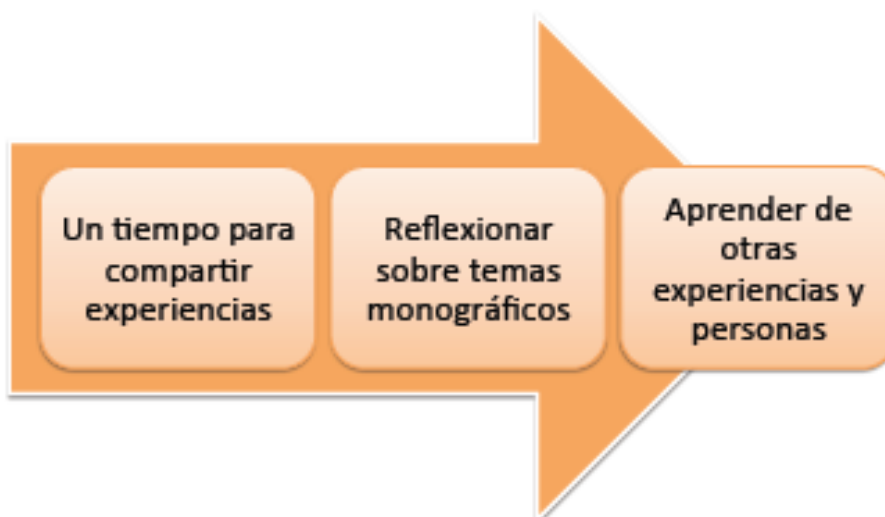 Un tiempo para
compartir
experiencias
Reflexionar
sobre temas
monográficos
Aprender de
otras
experiencias y
personas